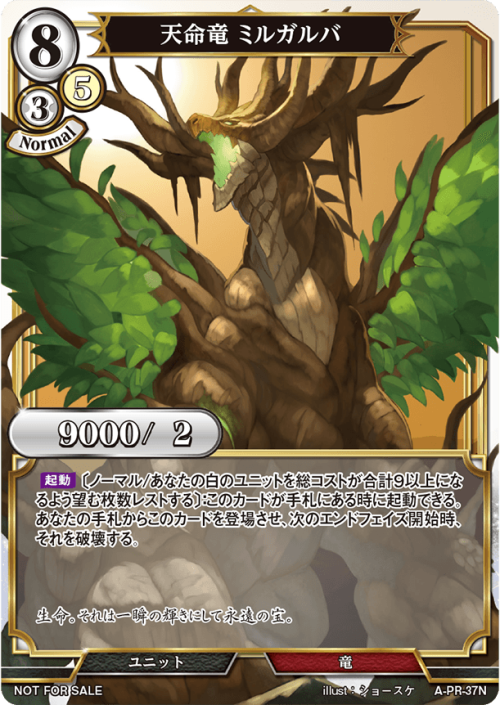 8
天命竜 ミルガルバ
5
3
Normal
9000/ 2
起動 〔ノーマル/あなたの白のユニットを総コストが合計9以上にな
るよう望む枚数レストする〕:このカードが手札にある時に起動できる。
あなたの手札からこのカードを登場させ、次のエンドフェイズ開始時、
それを破壊する。
生命。それは一瞬の輝きにして永遠の宝。
ユニット
竜
NOT FOR SALE
illust:ショースケ
A-PR-37N